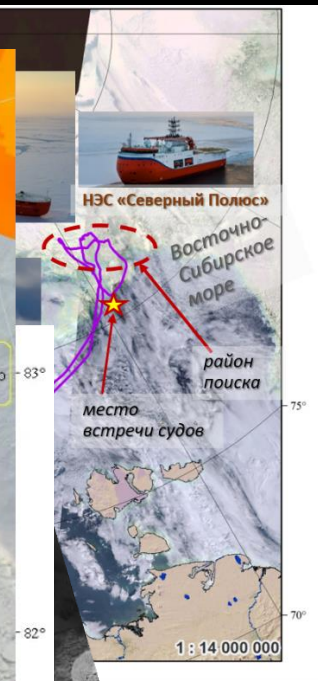 НЭС «Северный Полюс»
Восточно-
Сибирское
море
район
поиска
место
встречи судов
83°
75°
70°
82°
1 : 14 000 000